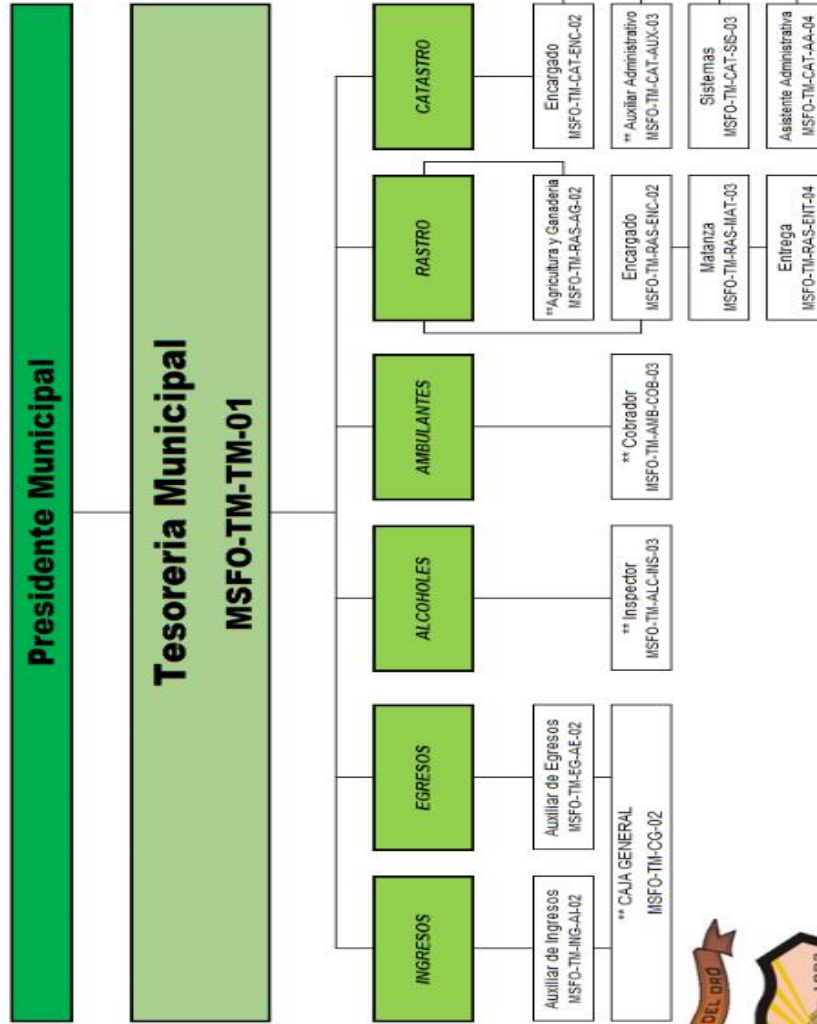 Presidente Municipal
Tesoreria Municipal
MSFO-TM-TM-01
INGRESOS
EGRESOS
ALCOHOLES
AMBULANTES
RASTRO
CATASTRO
Auxiliar de Ingresos
MSFO-TM-ING-AI-02
Auxiliar de Egresos
MSFO-TM-EG-AE-02
**Agricultura y Ganaderia
MSFO-TM-RAS-AG-02
Encargado
MSFO-TM-CAT-ENC-02
** CAJA GENERAL
MSFO-TM-CG-02
** Inspector
MSFO-TM-ALC-INS-03
** Cobrador
MSFO-TM-AMB-COB-03
Encargado
MSFO-TM-RAS-ENC-02
** Auxiliar Administrativo
MSFO-TM-CAT-AUX-03
Matanza
MSFO-TM-RAS-MAT-03
Sistemas
MSFO-TM-CAT-SIS-03
Entrega
MSFO-TM-RAS-ENT-04
Asistente Administrativa
MSFO-TM-CAT-AA-04
DEL ORO